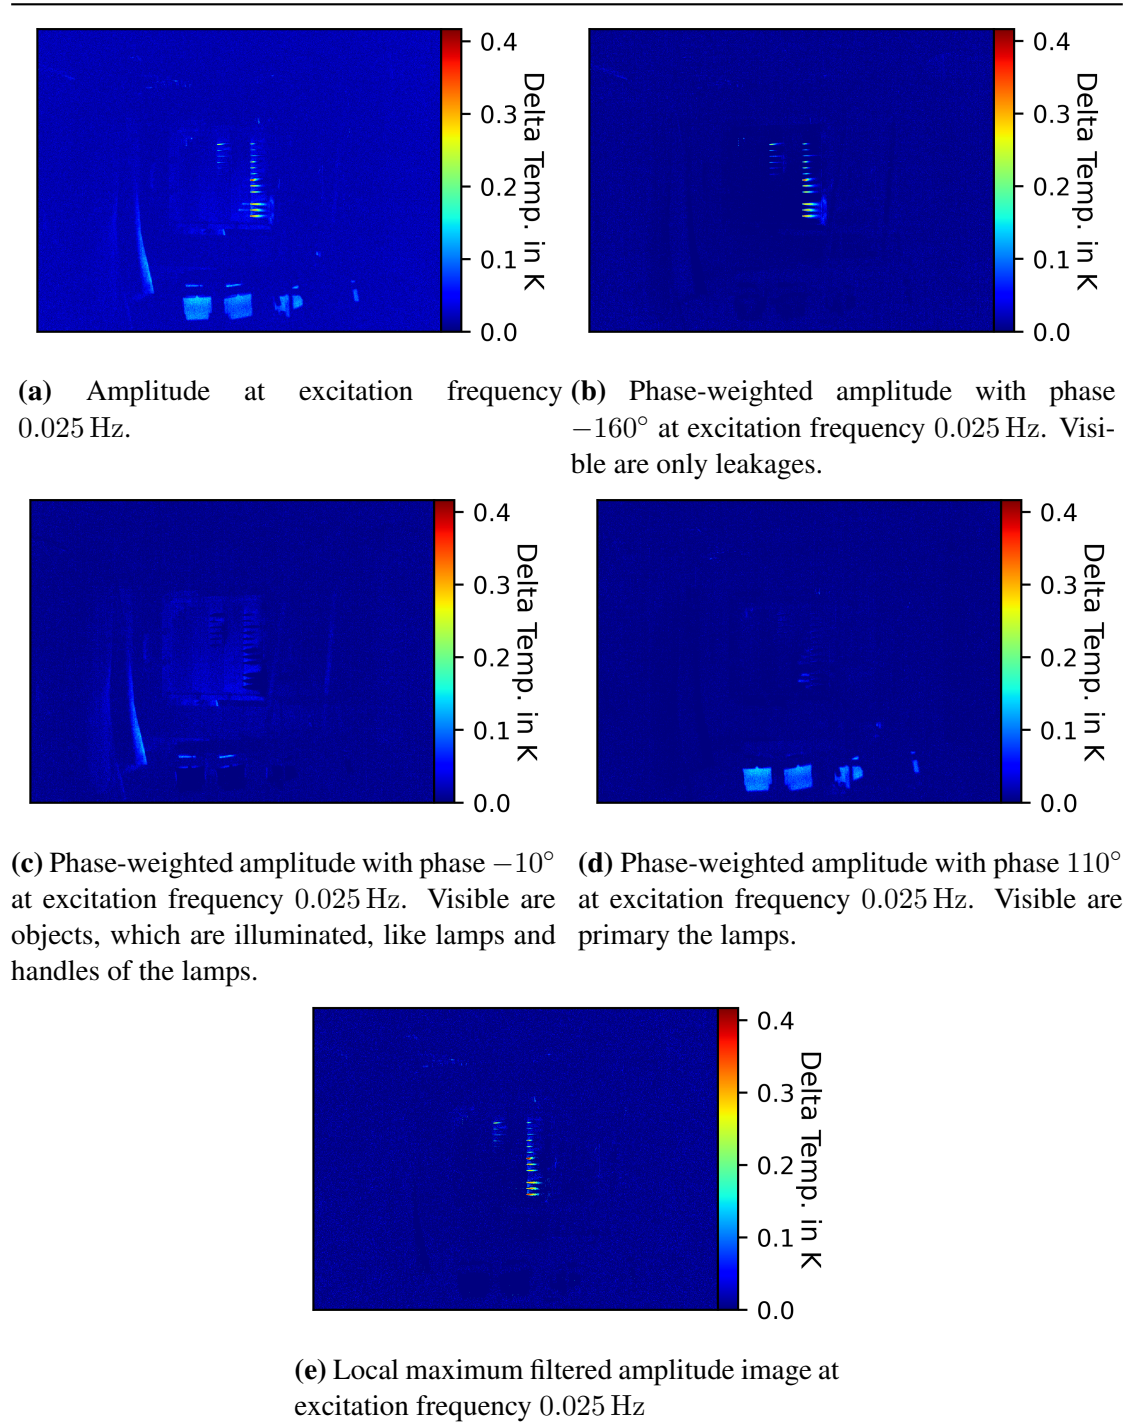 0.4
0.3
0.2
0.1
0.0
Delta Temp. in K
0.4
0.3
0.2
0.1
0.0
Delta Temp. in K
(a) Amplitude at excitation frequency
0.025 Hz.
(b) Phase-weighted amplitude with phase
−160° at excitation frequency 0.025 Hz. Visi-
ble are only leakages.
0.4
0.3
0.2
0.1
0.0
Delta Temp. in K
0.4
0.3
0.2
0.1
0.0
Delta Temp. in K
(c) Phase-weighted amplitude with phase −10°
at excitation frequency 0.025 Hz. Visible are
objects, which are illuminated, like lamps and
handles of the lamps.
(d) Phase-weighted amplitude with phase 110°
at excitation frequency 0.025 Hz. Visible are
primary the lamps.
0.4
0.3
0.2
0.1
0.0
Delta Temp. in K
(e) Local maximum filtered amplitude image at
excitation frequency 0.025 Hz